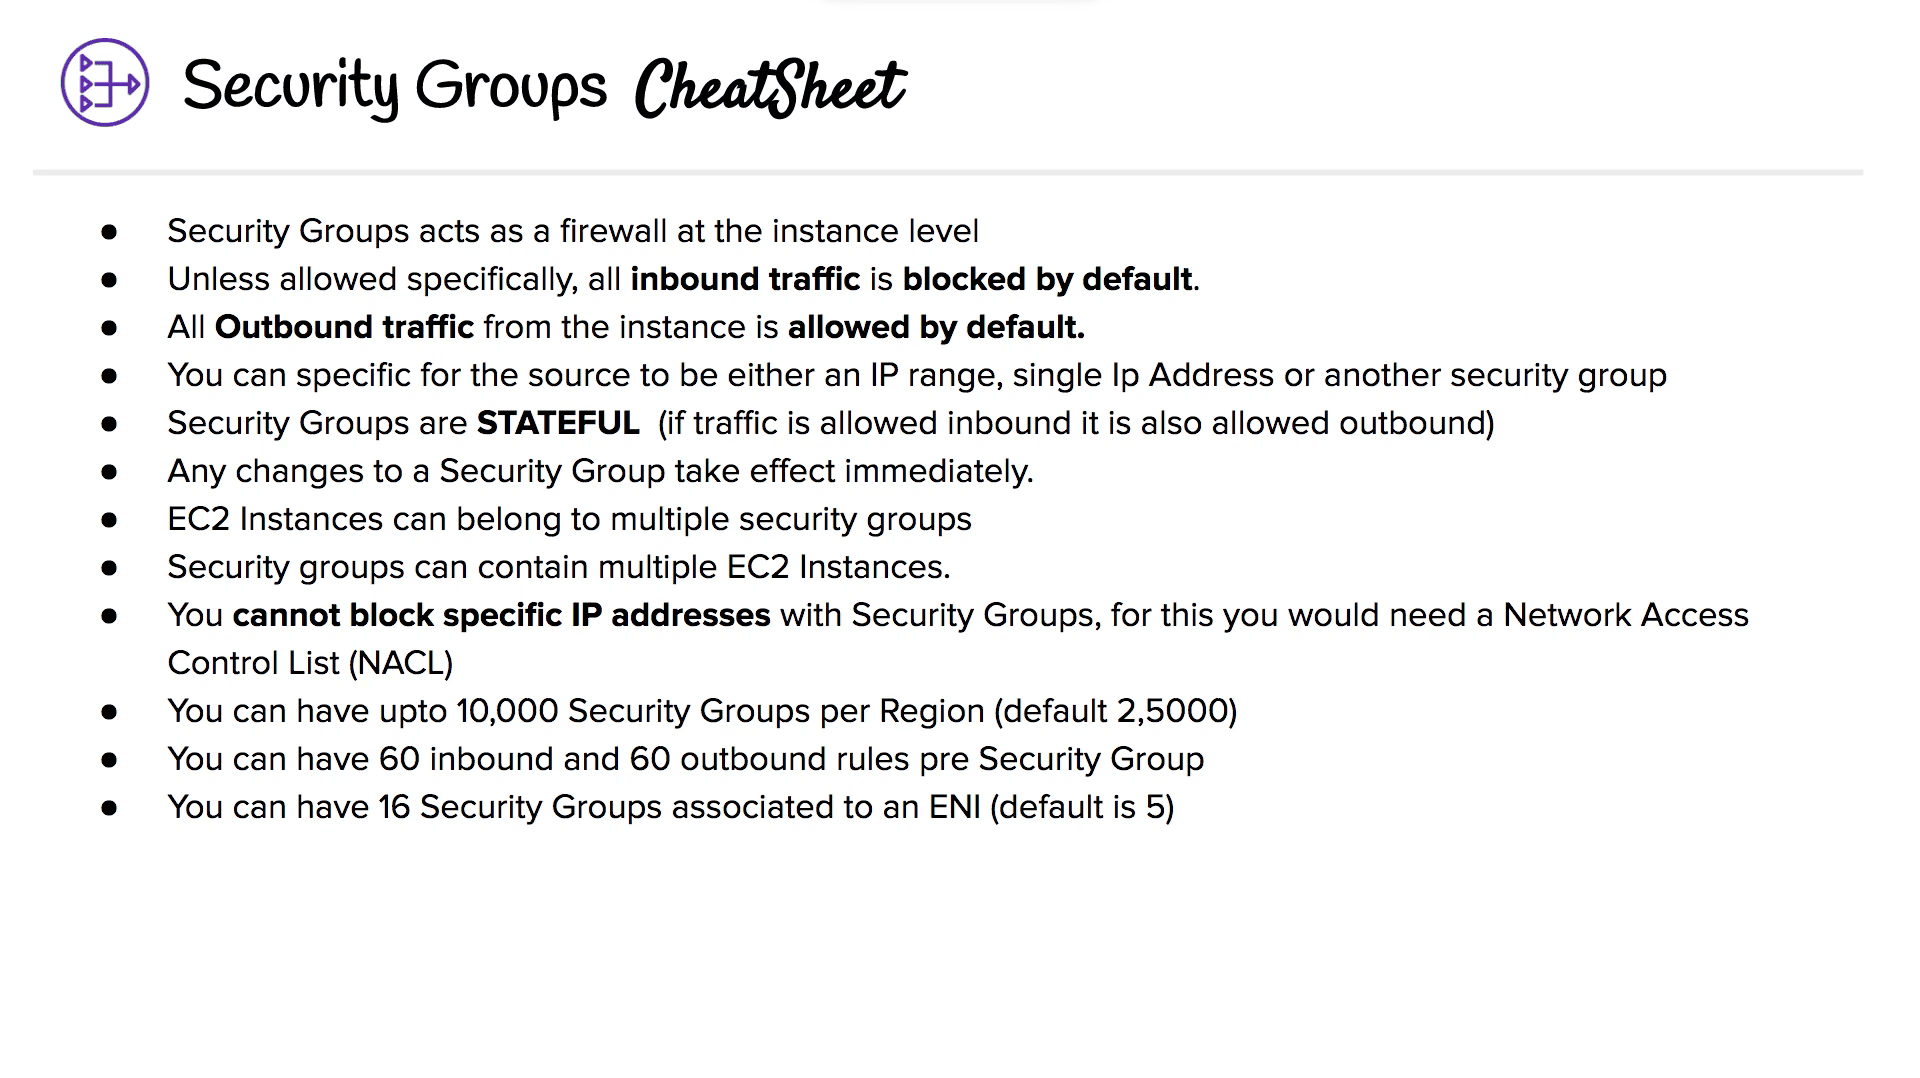 Security Groups CheatSheet
● Security Groups acts as a firewall at the instance level
● Unless allowed specifically, all inbound traffic is blocked by default.
● All Outbound traffic from the instance is allowed by default.
● You can specific for the source to be either an IP range, single Ip Address or another security group
● Security Groups are STATEFUL (if traffic is allowed inbound it is also allowed outbound)
● Any changes to a Security Group take effect immediately.
● EC2 Instances can belong to multiple security groups
● Security groups can contain multiple EC2 Instances.
● You cannot block specific IP addresses with Security Groups, for this you would need a Network Access
Control List (NACL)
● You can have upto 10,000 Security Groups per Region (default 2,5000)
● You can have 60 inbound and 60 outbound rules pre Security Group
● You can have 16 Security Groups associated to an ENI (default is 5)